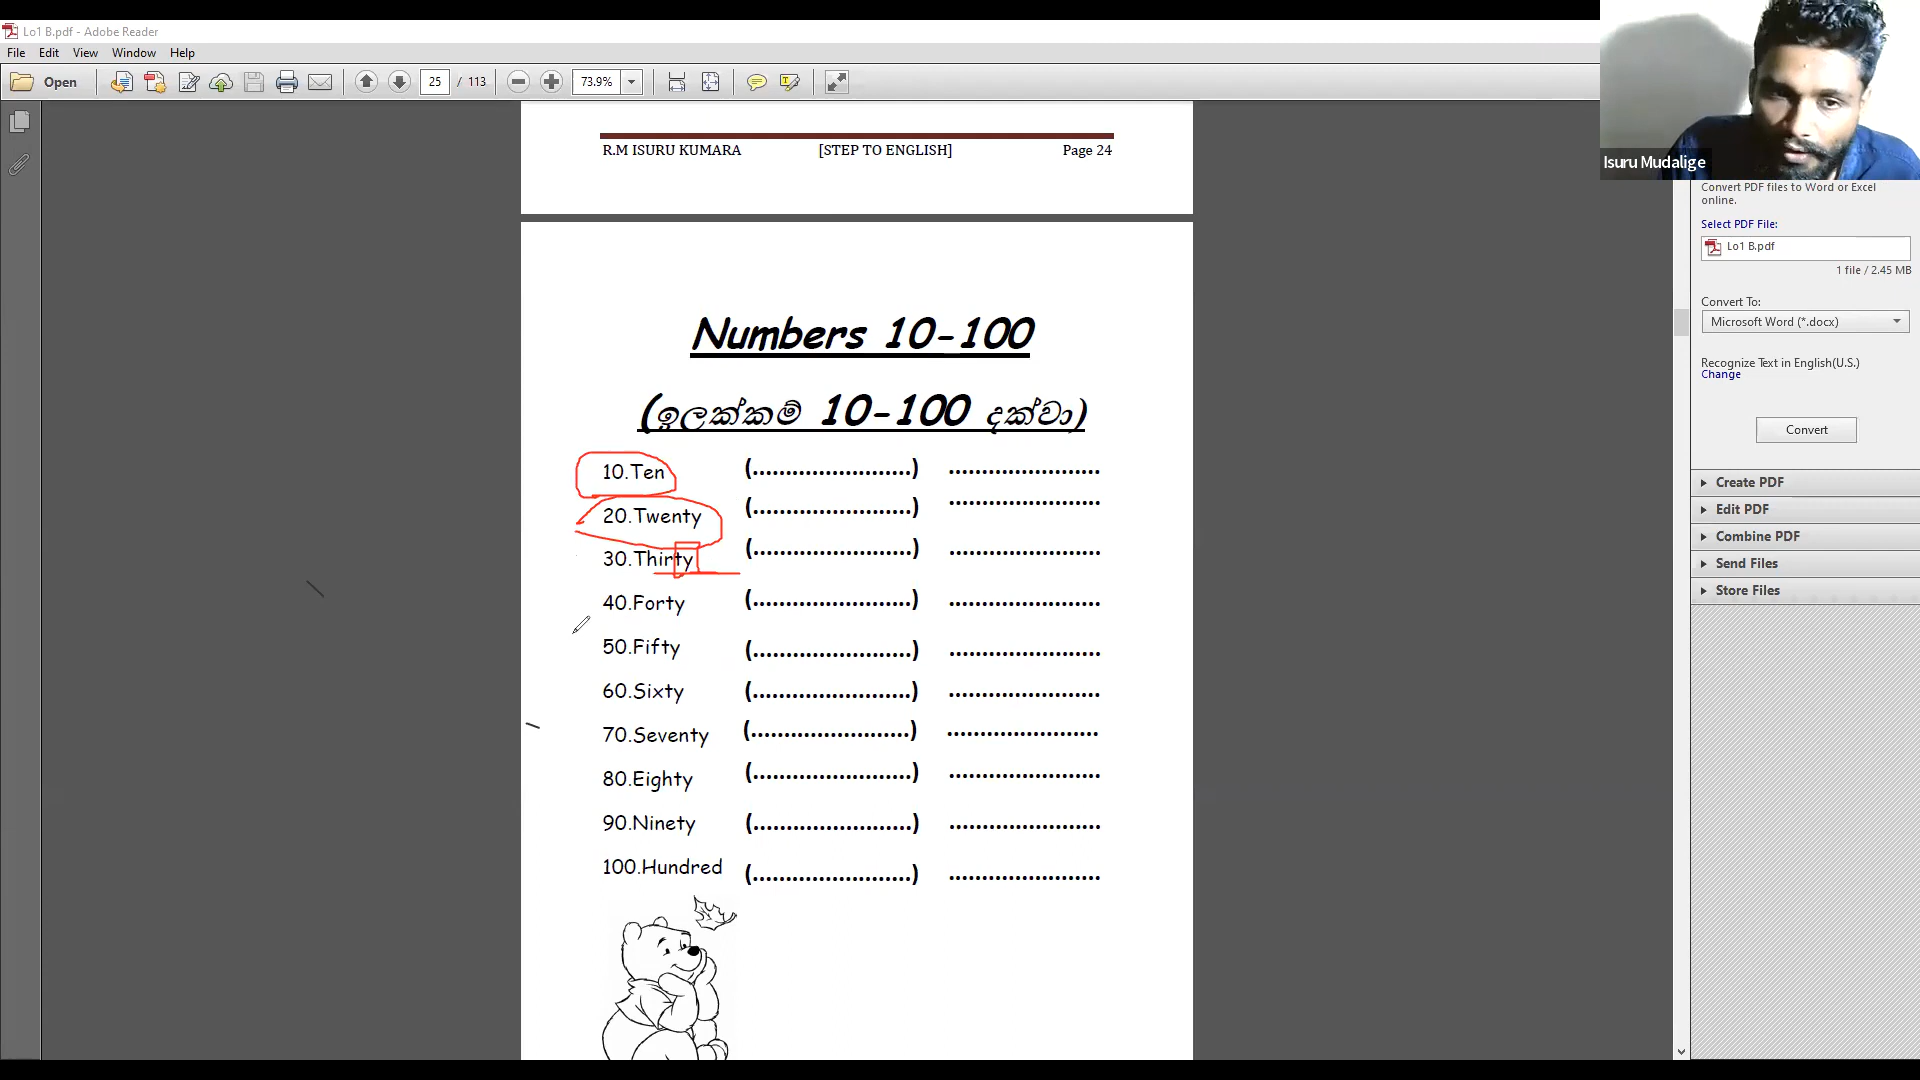 Lo1 B.pdf - Adobe Reader
File Edit View Window Help
Open 25 / 113 73.9%
R.M ISURU KUMARA [STEP TO ENGLISH] Page 24
Numbers 10-100
(ඉලක්කම් 10-100 දක්වා)
10.Ten (........................) .......................
20.Twenty (........................) .......................
30.Thirty (........................) .......................
40.Forty (........................) .......................
50.Fifty (........................) .......................
60.Sixty (........................) .......................
70.Seventy (........................) .......................
80.Eighty (........................) .......................
90.Ninety (........................) .......................
100.Hundred (........................) .......................
Isuru Mudalige
Convert PDF files to Word or Excel
online.
Select PDF File:
Lo1 B.pdf
1 file / 2.45 MB
Convert To:
Microsoft Word (*.docx)
Recognize Text in English(U.S.)
Change
Convert
Create PDF
Edit PDF
Combine PDF
Send Files
Store Files